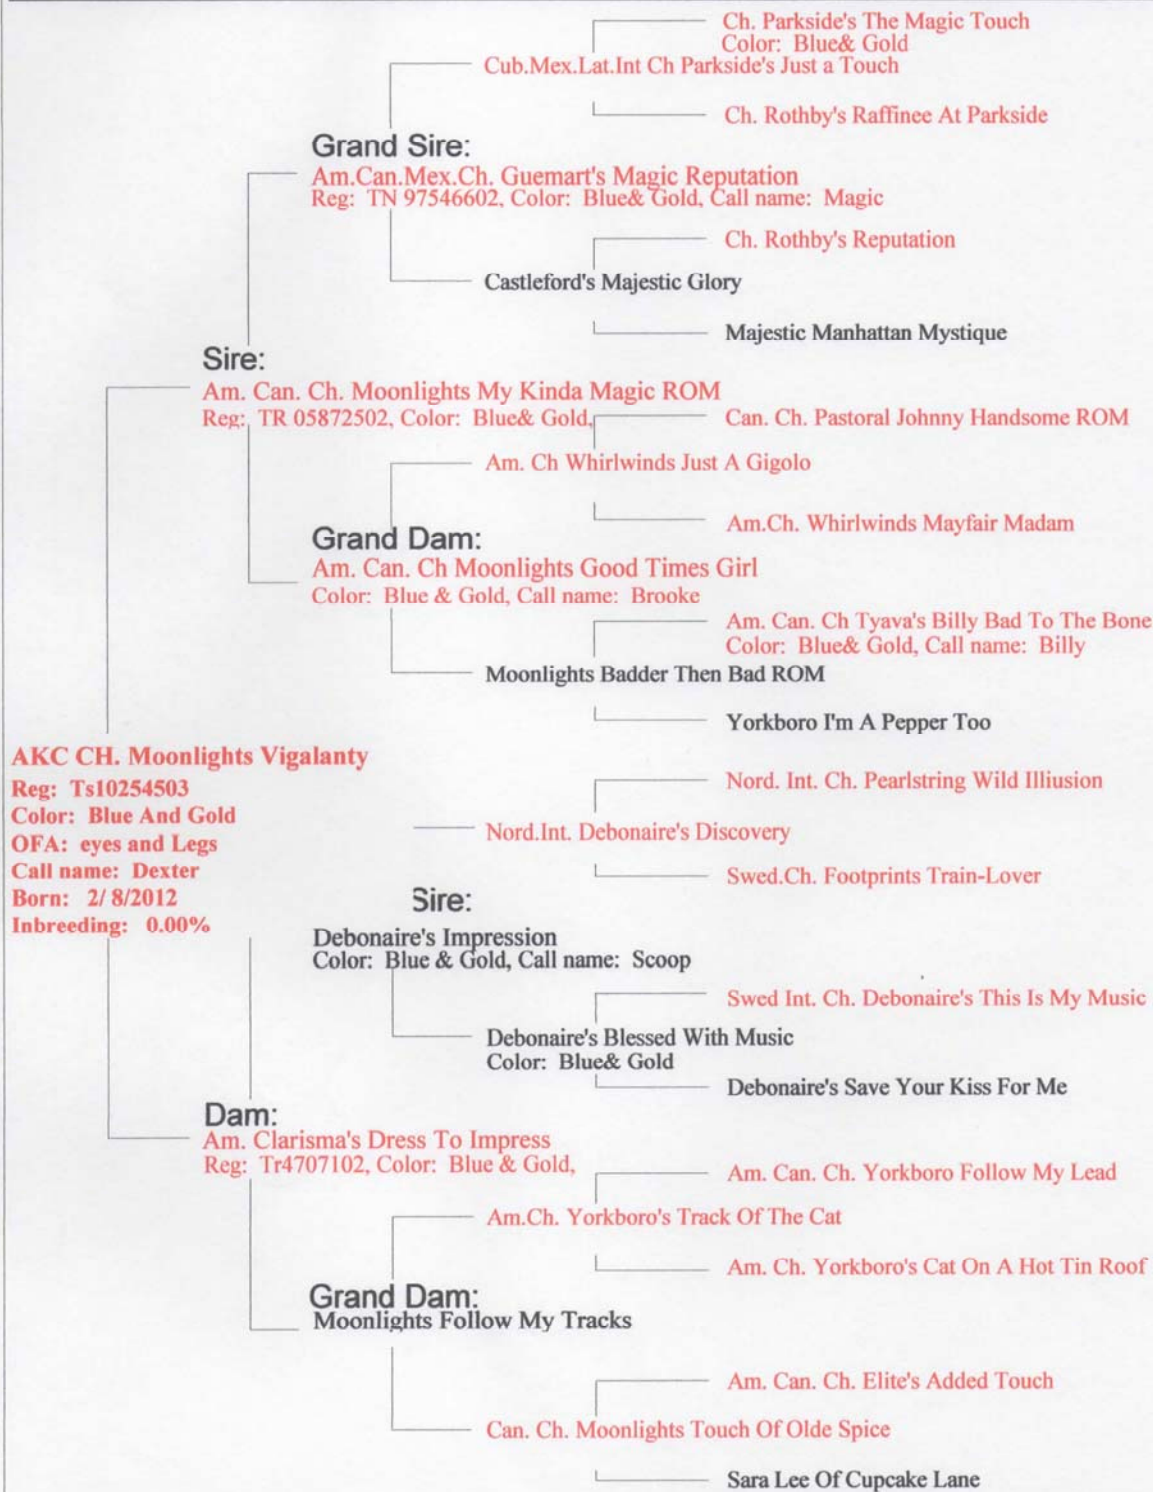 Ch. Parkside's The Magic Touch
Color: Blue& Gold
Cub.Mex.Lat.Int Ch Parkside's Just a Touch
Ch. Rothby's Raffinee At Parkside
Grand Sire:
Am.Can.Mex.Ch. Guemart's Magic Reputation
Reg: TN 97546602, Color: Blue& Gold, Call name: Magic
Ch. Rothby's Reputation
Castleford's Majestic Glory
Majestic Manhattan Mystique
Sire:
Am. Can. Ch. Moonlights My Kinda Magic ROM
Reg: TR 05872502, Color: Blue& Gold,
Can. Ch. Pastoral Johnny Handsome ROM
Am. Ch Whirlwinds Just A Gigolo
Am.Ch. Whirlwinds Mayfair Madam
Grand Dam:
Am. Can. Ch Moonlights Good Times Girl
Color: Blue & Gold, Call name: Brooke
Am. Can. Ch Tyava's Billy Bad To The Bone
Color: Blue& Gold, Call name: Billy
Moonlights Badder Then Bad ROM
Yorkboro I'm A Pepper Too
AKC CH. Moonlights Vigalanty
Reg: Ts10254503
Color: Blue And Gold
OFA: eyes and Legs
Call name: Dexter
Born: 2/ 8/2012
Inbreeding: 0.00%
Nord. Int. Ch. Pearlstring Wild Illiusion
Nord.Int. Debonaire's Discovery
Swed.Ch. Footprints Train-Lover
Sire:
Debonaire's Impression
Color: Blue & Gold, Call name: Scoop
Swed Int. Ch. Debonaire's This Is My Music
Debonaire's Blessed With Music
Color: Blue& Gold
Debonaire's Save Your Kiss For Me
Dam:
Am. Clarisma's Dress To Impress
Reg: Tr4707102, Color: Blue & Gold,
Am. Can. Ch. Yorkboro Follow My Lead
Am.Ch. Yorkboro's Track Of The Cat
Am. Ch. Yorkboro's Cat On A Hot Tin Roof
Grand Dam:
Moonlights Follow My Tracks
Am. Can. Ch. Elite's Added Touch
Can. Ch. Moonlights Touch Of Olde Spice
Sara Lee Of Cupcake Lane